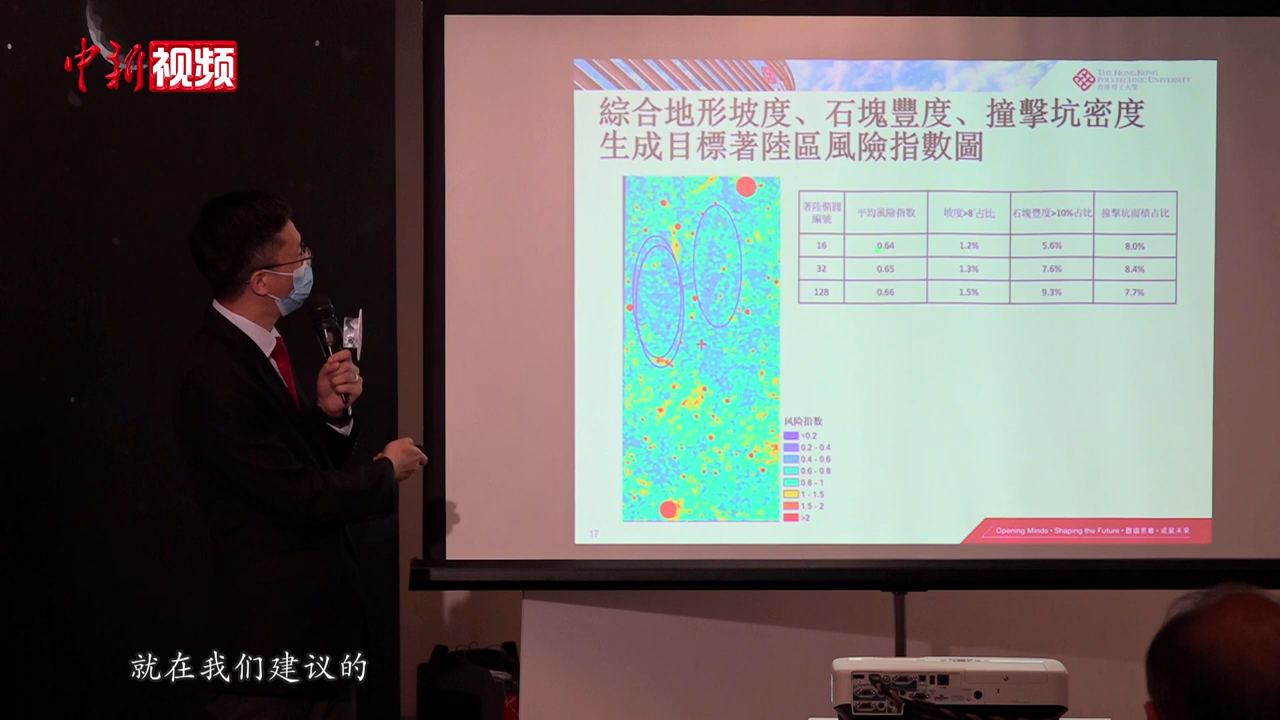 中新视频
THE HONG KONG
POLYTECHNIC UNIVERSITY
香港理工大學
綜合地形坡度、石塊豐度、撞擊坑密度
生成目標著陸區風險指數圖
著陸橢圓編號 平均風險指數 坡度>8°占比 石塊豐度>10%占比 撞擊坑面積占比
16 0.64 1.2% 5.6% 8.0%
32 0.65 1.3% 7.6% 8.4%
128 0.66 1.5% 9.3% 7.7%
风险指数
<0.2
0.2 - 0.4
0.4 - 0.6
0.6 - 0.8
0.8 - 1
1 - 1.5
1.5 - 2
>2
17
Opening Minds • Shaping the Future • 啟迪思維 • 成就未來
就在我们建议的